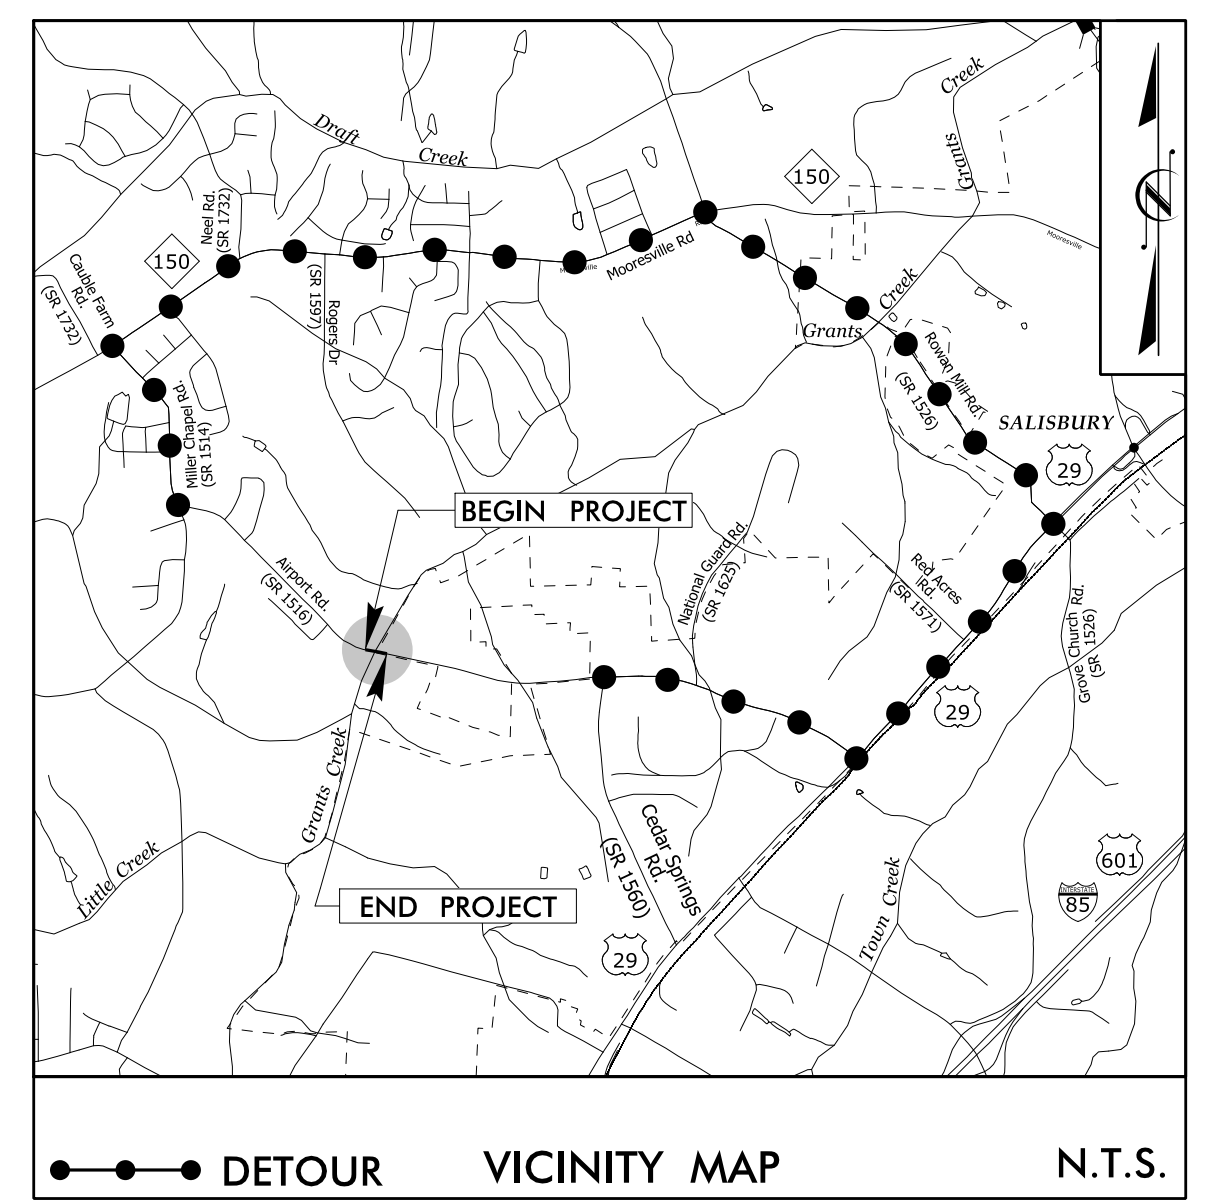 Draft
Creek
Creek
Grants
150
Neel Rd.
(SR 1732)
150
Mooresville
Cauble Farm
Rd.
(SR 1732)
Mooresville Rd
Rogers Dr
(SR 1597)
Creek
Grants
Rowan Mill Rd.
(SR 1526)
Miller Chapel Rd.
(SR 1514)
SALISBURY
29
BEGIN PROJECT
National Guard Rd.
(SR 1625)
Red Acres
Rd.
(SR 1571)
Airport Rd.
(SR 1516)
Grove Church Rd.
(SR 1526)
29
Grants Creek
Cedar Springs
Rd.
(SR 1560)
Little Creek
601
INTERSTATE
85
END PROJECT
Town Creek
29
DETOUR
VICINITY MAP
N.T.S.